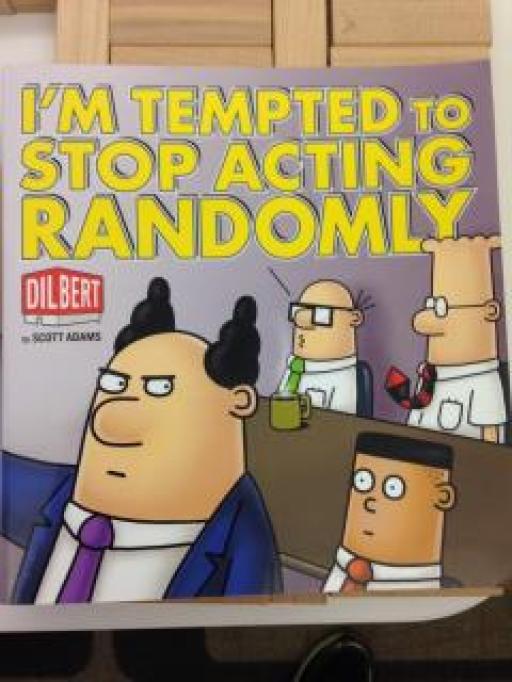 I'M TEMPTED TO
STOP ACTING
RANDOMLY
DILBERT
BY SCOTT ADAMS